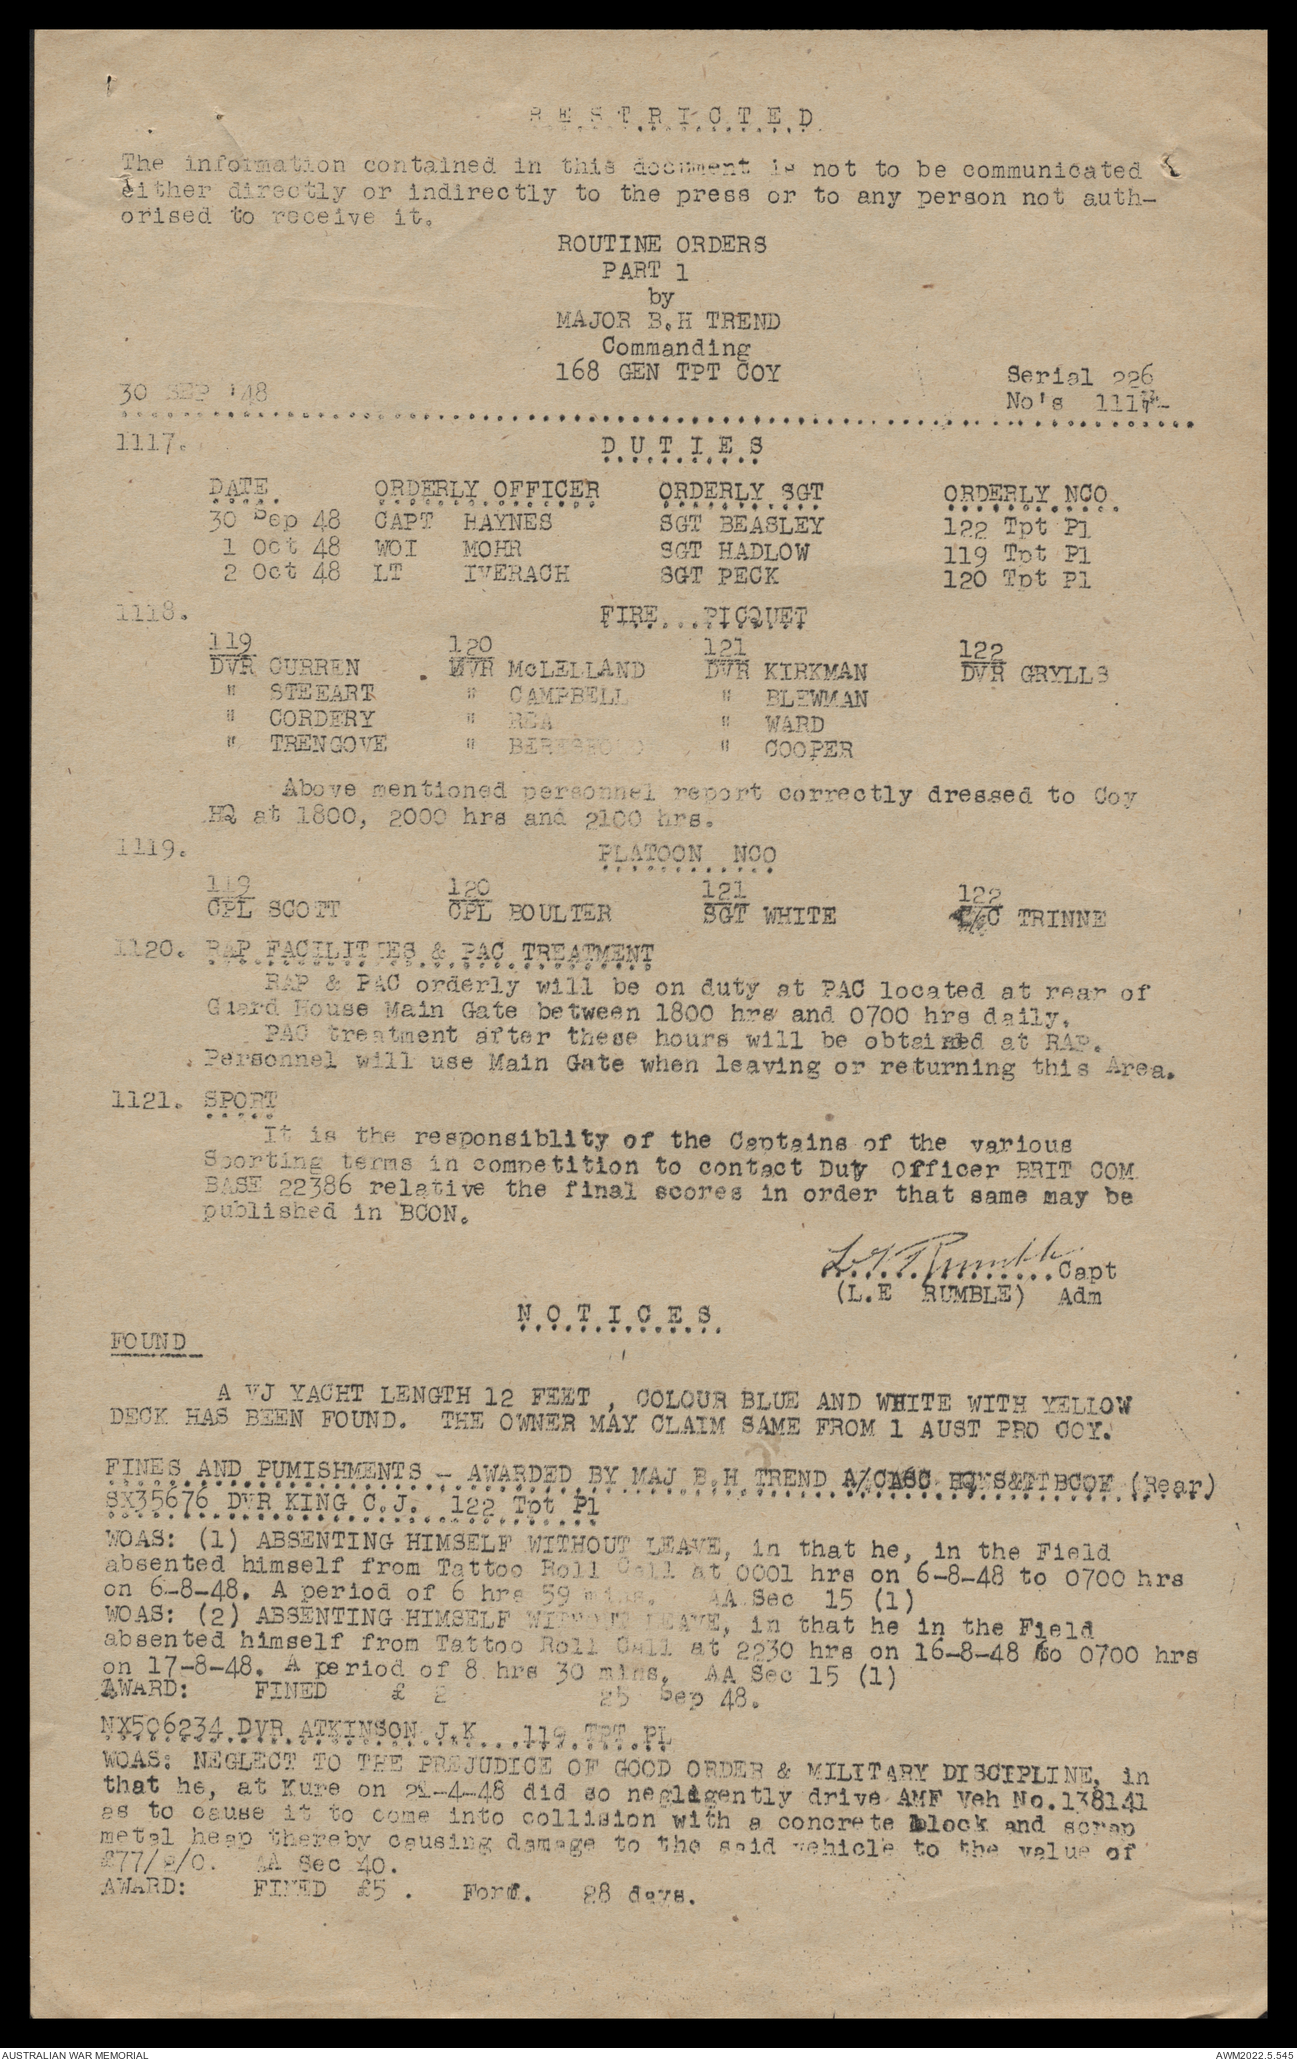 RESTRICTED
The information contained in this document is not to be communicated
either directly or indirectly to the press or to any person not auth-
orised to receive it.
ROUTINE ORDERS
PART 1
by
MAJOR B.H TREND
Commanding
168 GEN TPT COY
Serial 226
30 SEP '48
No's 1117-
1117. DUTIES
DATE ORDERLY OFFICER ORDERLY SGT ORDERLY NCO
30 Sep 48 CAPT HAYNES SGT BEASLEY 122 Tpt Pl
1 Oct 48 WOI MOHR SGT HADLOW 119 Tpt Pl
2 Oct 48 LT IVERACH SGT PECK 120 Tpt Pl
1118. FIRE...PICQUET
119 120 121 122
DVR CURREN DVR McLELLAND DVR KIRKMAN DVR GRYLLS
" STEEART " CAMPBELL " BLEWMAN
" CORDERY " REA " WARD
" TRENGOVE " " COOPER
Above mentioned personnel report correctly dressed to Coy
HQ at 1800, 2000 hrs and 2100 hrs.
1119. PLATOON NCO
119 120 121 122
CPL SCOTT CPL BOULTER SGT WHITE TRINNE
1120. RAP FACILITIES & PAC TREATMENT
RAP & PAC orderly will be on duty at PAC located at rear of
Guard House Main Gate between 1800 hrs and 0700 hrs daily.
PAC treatment after these hours will be obtained at RAP.
Personnel will use Main Gate when leaving or returning this Area.
1121. SPORT
It is the responsiblity of the Captains of the various
Sporting terms in competition to contact Duty Officer BRIT COM
BASE 22386 relative the final scores in order that same may be
published in BCON.
L E Rumble Capt
(L.E RUMBLE) Adm
NOTICES
FOUND
A VJ YACHT LENGTH 12 FEET , COLOUR BLUE AND WHITE WITH YELLOW
DECK HAS BEEN FOUND. THE OWNER MAY CLAIM SAME FROM 1 AUST PRO COY.
FINES AND PUMISHMENTS - AWARDED BY MAJ B.H TREND (Rear)
SX35676 DVR KING C.J. 122 Tpt Pl
WOAS: (1) ABSENTING HIMSELF WITHOUT LEAVE, in that he, in the Field
absented himself from Tattoo Roll Call at 0001 hrs on 6-8-48 to 0700 hrs
on 6-8-48. A period of 6 hrs 59 mins. AA Sec 15 (1)
WOAS: (2) ABSENTING HIMSELF WITHOUT LEAVE, in that he in the Field
absented himself from Tattoo Roll Call at 2230 hrs on 16-8-48 to 0700 hrs
on 17-8-48. A period of 8 hrs 30 mins. AA Sec 15 (1)
AWARD: FINED £ 2 25 Sep 48.
NX506234 DVR ATKINSON J.K...119 TPT PL
WOAS: NEGLECT TO THE PREJUDICE OF GOOD ORDER & MILITARY DISCIPLINE, in
that he, at Kure on -4-48 did so negligently drive AMF Veh No.138141
as to cause it to come into collision with a concrete block and scrap
metal heap thereby causing damage to the said vehicle to the value of
£77/2/0. AA Sec 40.
AWARD: FINED £5 . Forf. 28 days.
AUSTRALIAN WAR MEMORIAL AWM2022.5.545